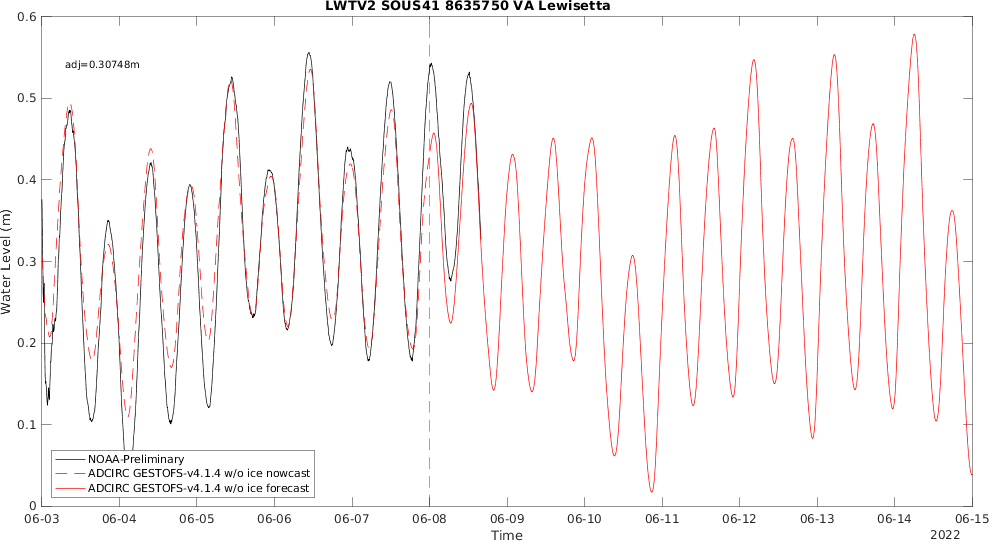 LWTV2 SOUS41 8635750 VA Lewisetta
adj=0.30748m
0.6
0.5
0.4
0.3
0.2
0.1
0
Water Level (m)
NOAA-Preliminary
ADCIRC GESTOFS-v4.1.4 w/o ice nowcast
ADCIRC GESTOFS-v4.1.4 w/o ice forecast
06-03 06-04 06-05 06-06 06-07 06-08 06-09 06-10 06-11 06-12 06-13 06-14 06-15
Time
2022